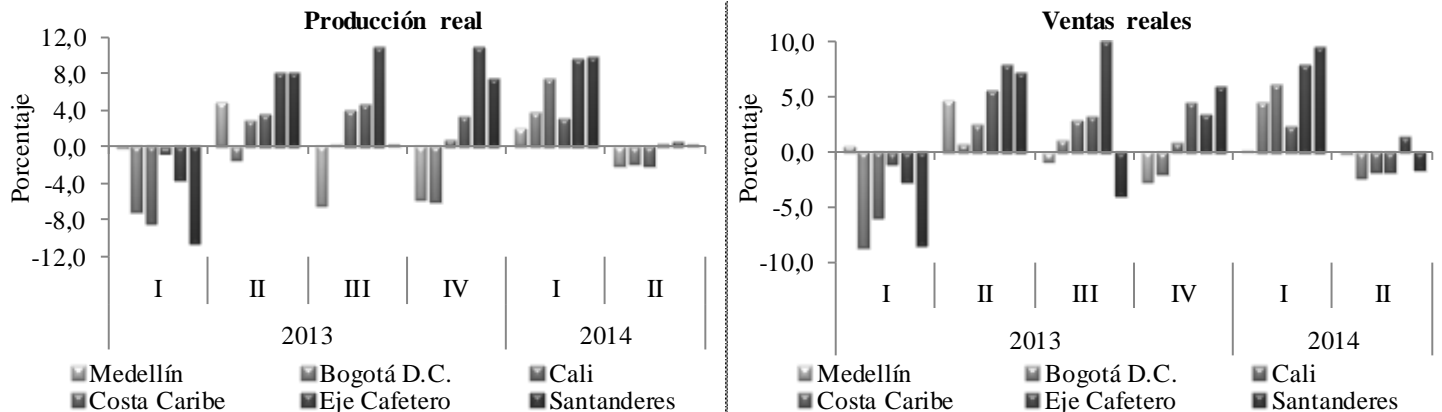 Producción real
Porcentaje
12,0
8,0
4,0
0,0
-4,0
-8,0
-12,0
I II III IV I II
2013 2014
Medellín Bogotá D.C. Cali
Costa Caribe Eje Cafetero Santanderes
Ventas reales
Porcentaje
10,0
5,0
0,0
-5,0
-10,0
I II III IV I II
2013 2014
Medellín Bogotá D.C. Cali
Costa Caribe Eje Cafetero Santanderes